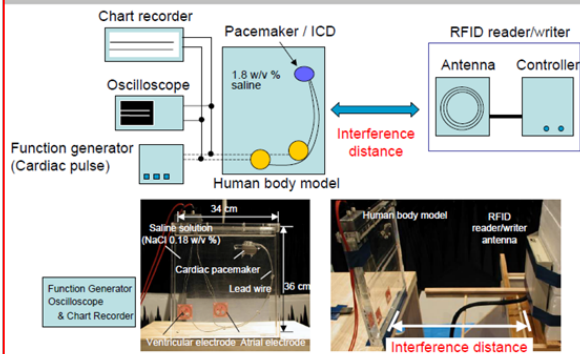 Chart recorder
Pacemaker / ICD
RFID reader/writer
1.8 w/v %
saline
Antenna
Controller
Oscilloscope
Interference
distance
Function generator
(Cardiac pulse)
Human body model
34 cm
Saline solution
(NaCl 0.18 w/v %)
Cardiac pacemaker
Lead wire
36 cm
Ventricular electrode
Atrial electrode
Human body model
RFID
reader/writer
antenna
Function Generator
Oscilloscope
& Chart Recorder
Interference distance